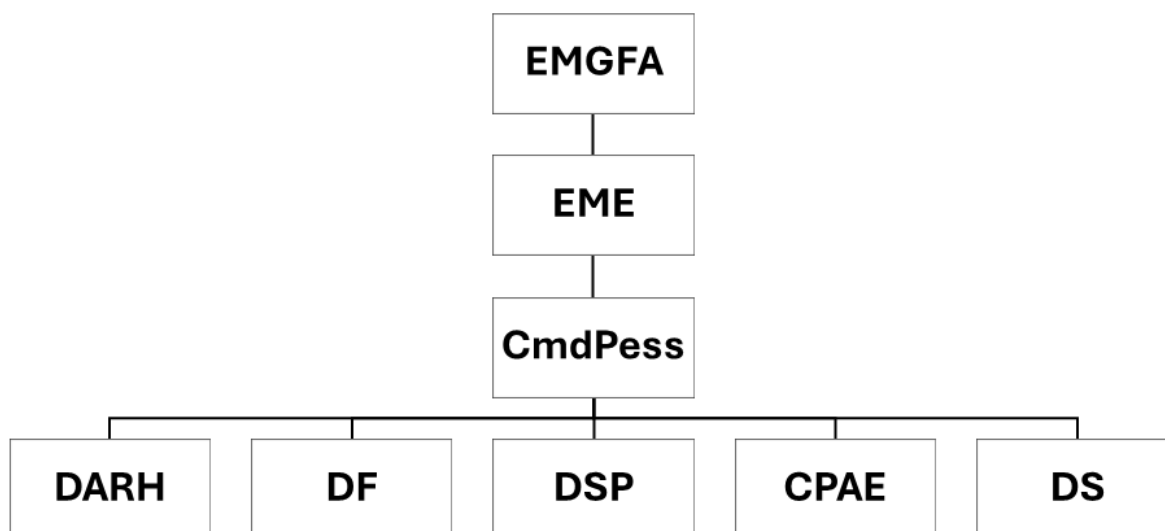 EMGFA
EME
CmdPess
DARH
DF
DSP
CPAE
DS